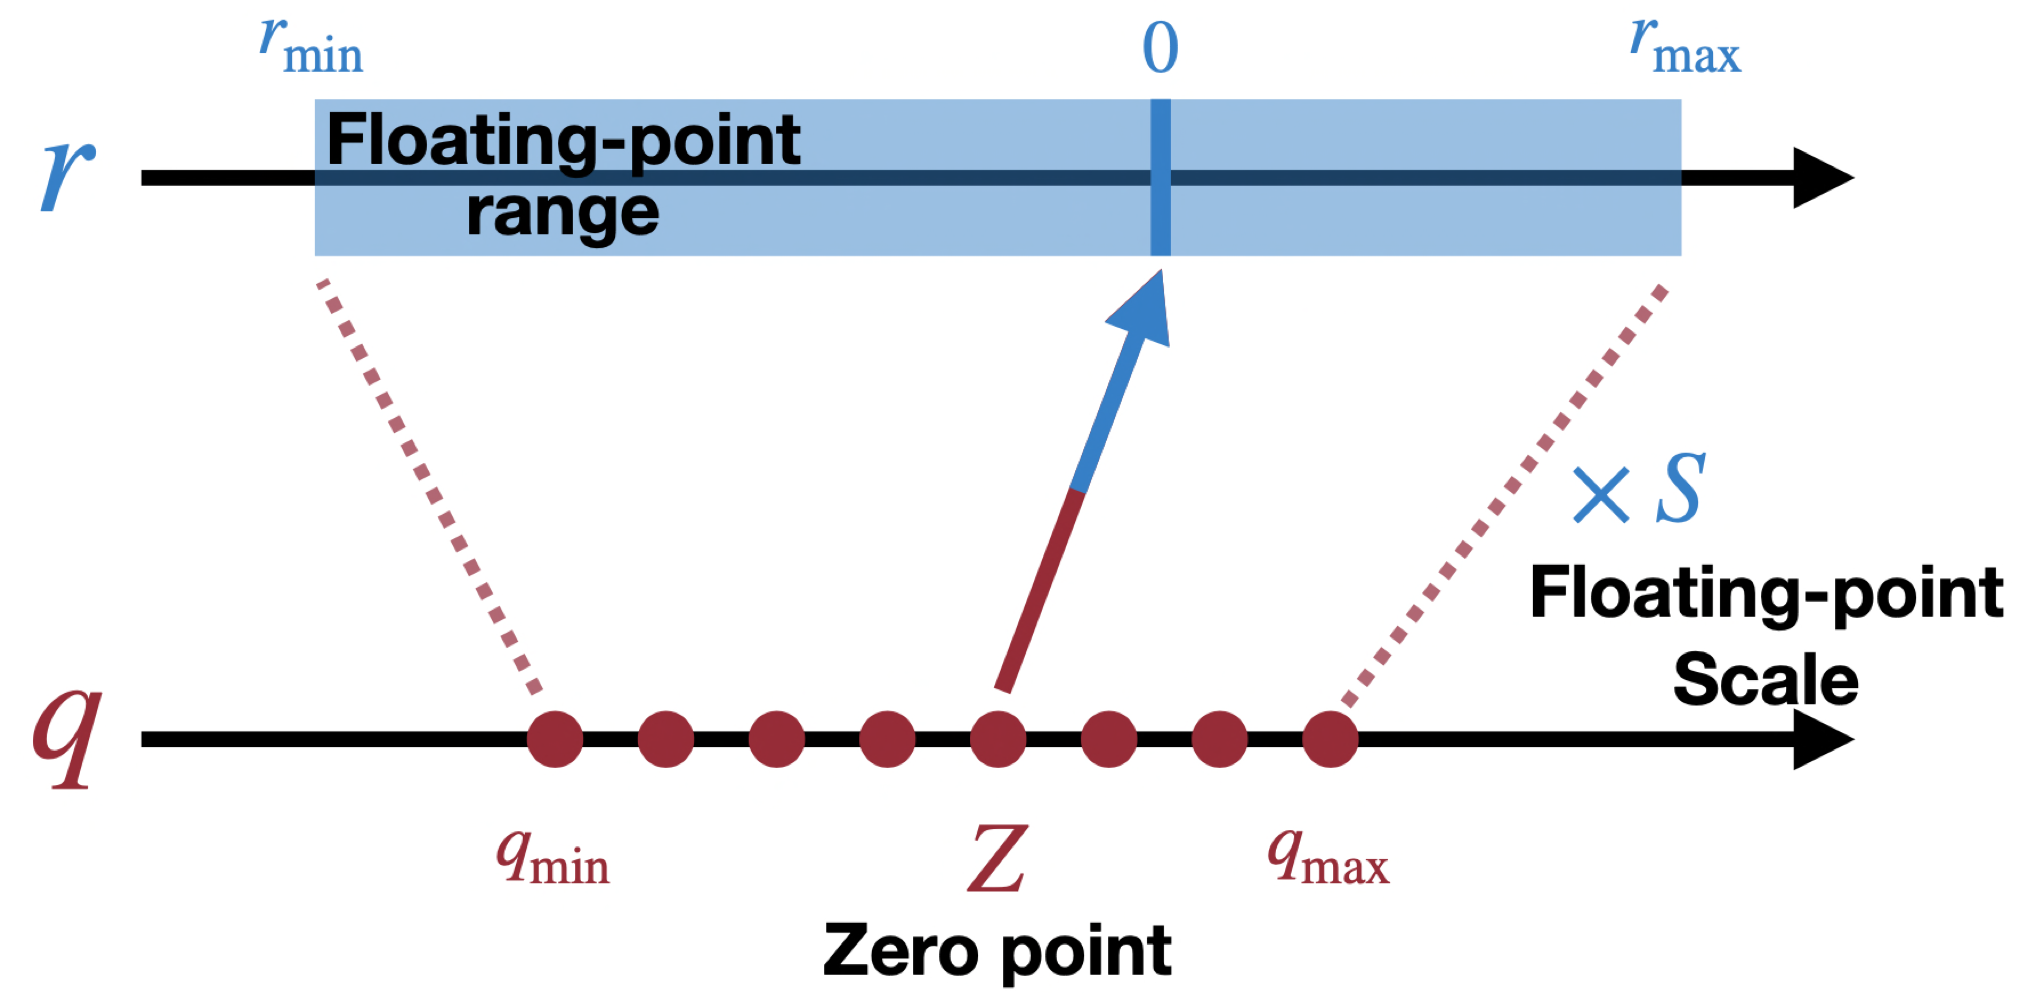 r_min 0 r_max
r
Floating-point
range
× S
Floating-point
Scale
q
q_min Z q_max
Zero point